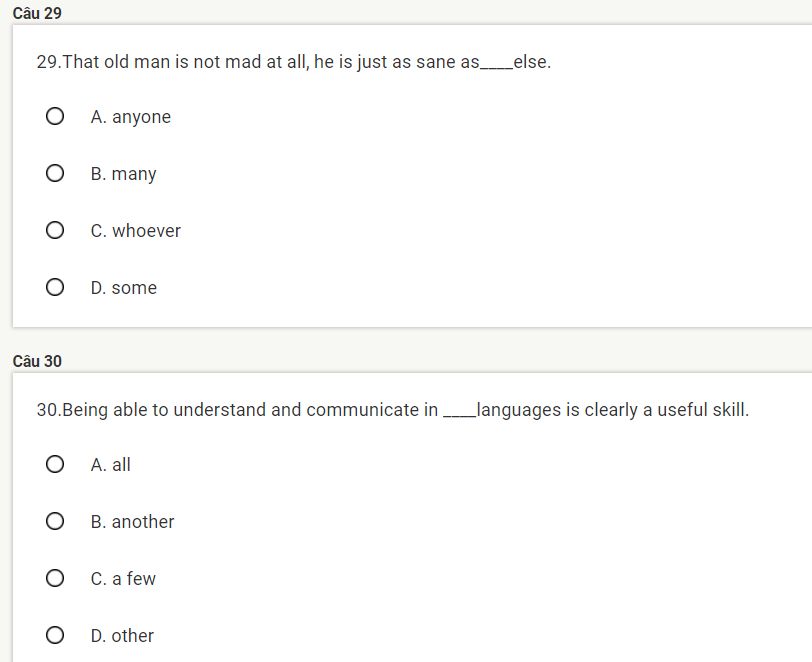 Câu 29
29.That old man is not mad at all, he is just as sane as____else.
A. anyone
B. many
C. whoever
D. some
Câu 30
30.Being able to understand and communicate in ____languages is clearly a useful skill.
A. all
B. another
C. a few
D. other